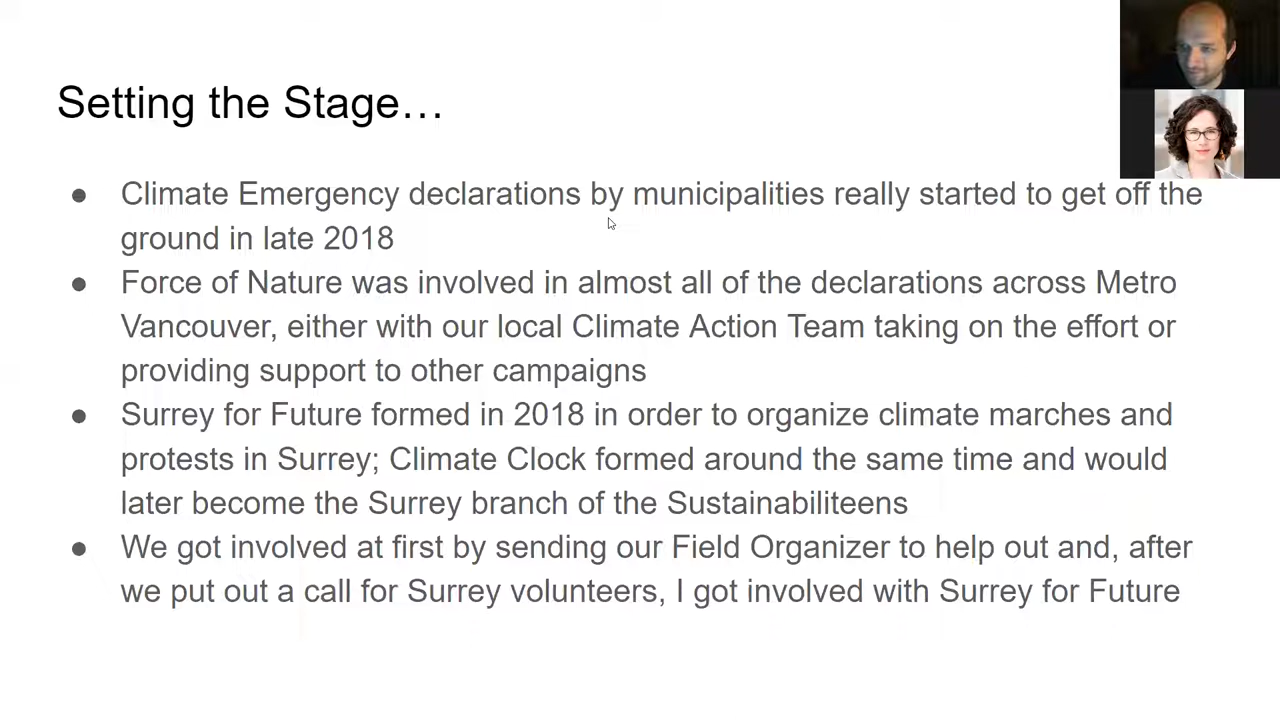 Setting the Stage…
● Climate Emergency declarations by municipalities really started to get off the
ground in late 2018
● Force of Nature was involved in almost all of the declarations across Metro
Vancouver, either with our local Climate Action Team taking on the effort or
providing support to other campaigns
● Surrey for Future formed in 2018 in order to organize climate marches and
protests in Surrey; Climate Clock formed around the same time and would
later become the Surrey branch of the Sustainabiliteens
● We got involved at first by sending our Field Organizer to help out and, after
we put out a call for Surrey volunteers, I got involved with Surrey for Future